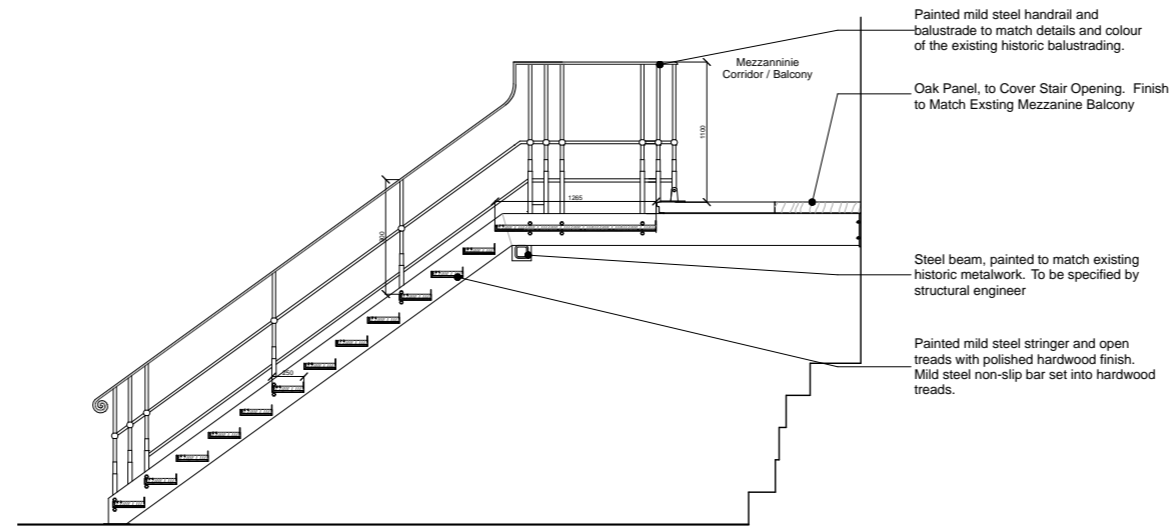 Painted mild steel handrail and
balustrade to match details and colour
of the existing historic balustrading.
Mezzanninie
Corridor / Balcony
Oak Panel, to Cover Stair Opening. Finish
to Match Exsting Mezzanine Balcony
1100
1265
900
250
Steel beam, painted to match existing
historic metalwork. To be specified by
structural engineer
Painted mild steel stringer and open
treads with polished hardwood finish.
Mild steel non-slip bar set into hardwood
treads.